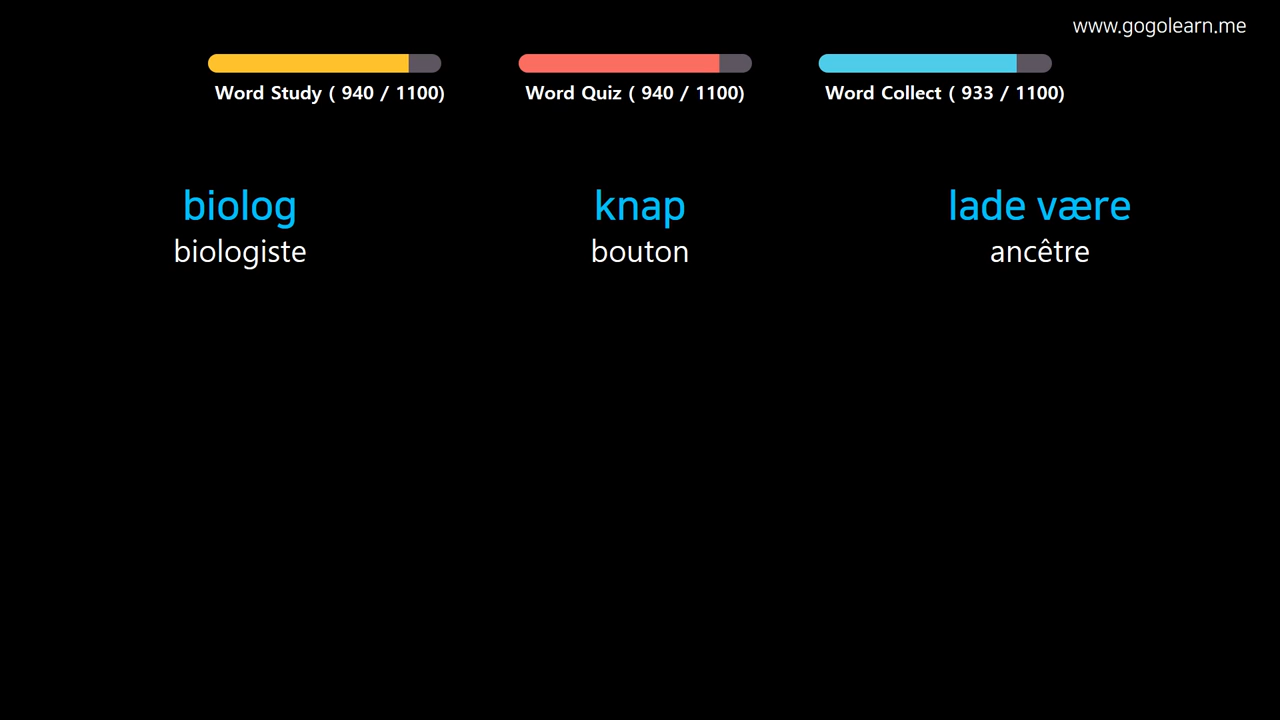 www.gogolearn.me
Word Study ( 940 / 1100)
Word Quiz ( 940 / 1100)
Word Collect ( 933 / 1100)
biolog
biologiste
knap
bouton
lade være
ancêtre